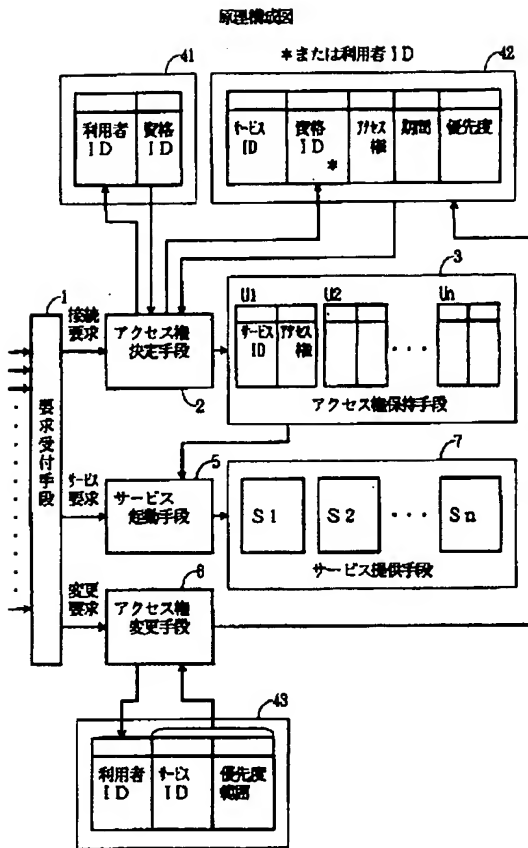 原理構成図
41
*または利用者ID
42
利用者
ID
資格
ID
サービス
ID
資格
ID
*
アクセス
権
期間
優先度
1
接続
要求
アクセス権
決定手段
2
3
U1
U2
Un
サービス
ID
アクセス
権
・・・
アクセス権保持手段
要求受付手段
サービス
要求
5
サービス
起動手段
7
S1
S2
・・・
Sn
サービス提供手段
変更
要求
6
アクセス権
変更手段
43
利用者
ID
サービス
ID
優先度
範囲